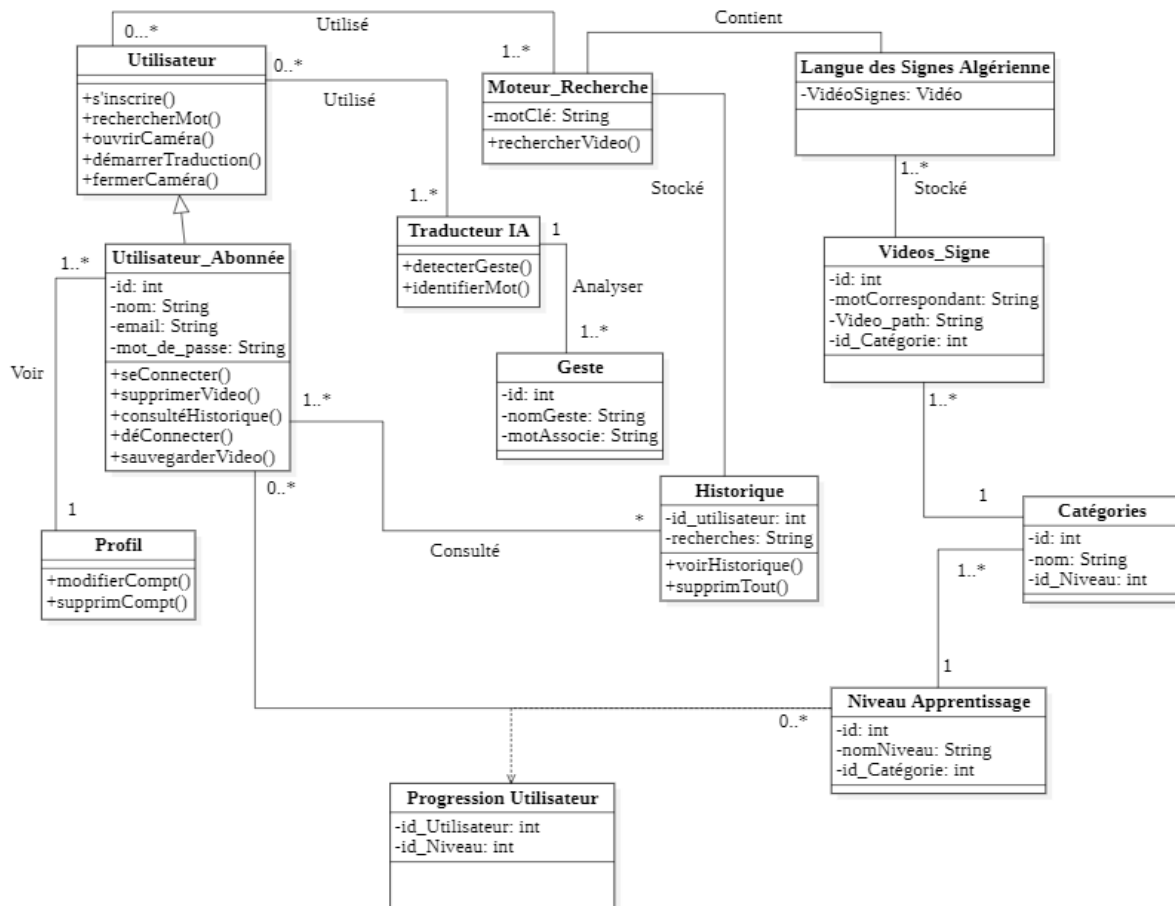 0...*
Utilisé
Contient
1..*
Utilisateur
+s'inscrire()
+rechercherMot()
+ouvrirCaméra()
+démarrerTraduction()
+fermerCaméra()
0..*
Utilisé
1..*
Moteur_Recherche
-motClé: String
+rechercherVideo()
Langue des Signes Algérienne
-VidéoSignes: Vidéo
1..*
Stocké
Stocké
Traducteur IA
+detecterGeste()
+identifierMot()
1
Analyser
1..*
Videos_Signe
-id: int
-motCorrespondant: String
-Video_path: String
-id_Catégorie: int
1..*
1..*
Utilisateur_Abonnée
-id: int
-nom: String
-email: String
-mot_de_passe: String
+seConnecter()
+supprimerVideo()
+consultéHistorique()
+déConnecter()
+sauvegarderVideo()
Voir
1..*
0..*
Geste
-id: int
-nomGeste: String
-motAssocie: String
1
Profil
+modifierCompt()
+supprimCompt()
*
Consulté
Historique
-id_utilisateur: int
-recherches: String
+voirHistorique()
+supprimTout()
1
Catégories
-id: int
-nom: String
-id_Niveau: int
1..*
1
0..*
Niveau Apprentissage
-id: int
-nomNiveau: String
-id_Catégorie: int
Progression Utilisateur
-id_Utilisateur: int
-id_Niveau: int